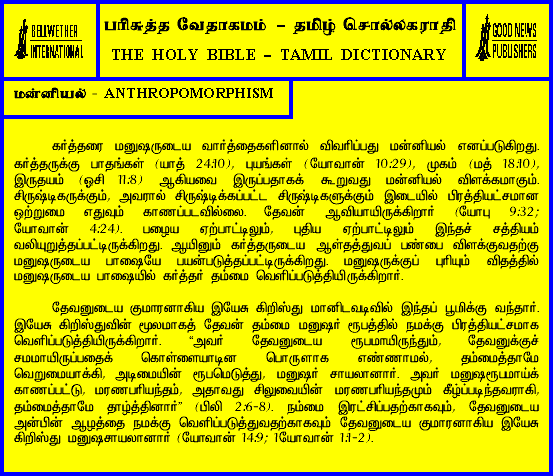 BELLWETHER
INTERNATIONAL
பரிசுத்த வேதாகமம் - தமிழ் சொல்லகராதி
THE HOLY BIBLE - TAMIL DICTIONARY
GOOD NEWS
PUBLISHERS
மன்னியல் - ANTHROPOMORPHISM
கர்த்தரை மனுஷருடைய வார்த்தைகளினால் விவரிப்பது மன்னியல் எனப்படுகிறது.
கர்த்தருக்கு பாதங்கள் (யாத் 24:10), புயங்கள் (யோவான் 10:29), முகம் (மத் 18:10),
இருதயம் (ஓசி 11:8) ஆகியவை இருப்பதாகக் கூறுவது மன்னியல் விளக்கமாகும்.
சிருஷ்டிகருக்கும், அவரால் சிருஷ்டிக்கப்பட்ட சிருஷ்டிகளுக்கும் இடையில் பிரத்தியட்சமான
ஒற்றுமை எதுவும் காணப்படவில்லை. தேவன் ஆவியாயிருக்கிறார் (யோபு 9:32;
யோவான் 4:24). பழைய ஏற்பாட்டிலும், புதிய ஏற்பாட்டிலும் இந்தச் சத்தியம்
வலியுறுத்தப்பட்டிருக்கிறது. ஆயினும் கர்த்தருடைய ஆள்தத்துவப் பண்பை விளக்குவதற்கு
மனுஷருடைய பாஷையே பயன்படுத்தப்பட்டிருக்கிறது. மனுஷருக்குப் புரியும் விதத்தில்
மனுஷருடைய பாஷையில் கர்த்தர் தம்மை வெளிப்படுத்தியிருக்கிறார்.
தேவனுடைய குமாரனாகிய இயேசு கிறிஸ்து மானிடவடிவில் இந்தப் பூமிக்கு வந்தார்.
இயேசு கிறிஸ்துவின் மூலமாகத் தேவன் தம்மை மனுஷர் ரூபத்தில் நமக்கு பிரத்தியட்சமாக
வெளிப்படுத்தியிருக்கிறார். "அவர் தேவனுடைய ரூபமாயிருந்தும், தேவனுக்குச்
சமமாயிருப்பதைக் கொள்ளையாடின பொருளாக எண்ணாமல், தம்மைத்தாமே
வெறுமையாக்கி, அடிமையின் ரூபமெடுத்து, மனுஷர் சாயலானார். அவர் மனுஷரூபமாய்க்
காணப்பட்டு, மரணபரியந்தம், அதாவது சிலுவையின் மரணபரியந்தமும் கீழ்ப்படிந்தவராகி,
தம்மைத்தாமே தாழ்த்தினார்" (பிலி 2:6-8). நம்மை இரட்சிப்பதற்காகவும், தேவனுடைய
அன்பின் ஆழத்தை நமக்கு வெளிப்படுத்துவதற்காகவும் தேவனுடைய குமாரனாகிய இயேசு
கிறிஸ்து மனுஷசாயலானார் (யோவான் 14:9; 1யோவான் 1:1-2).